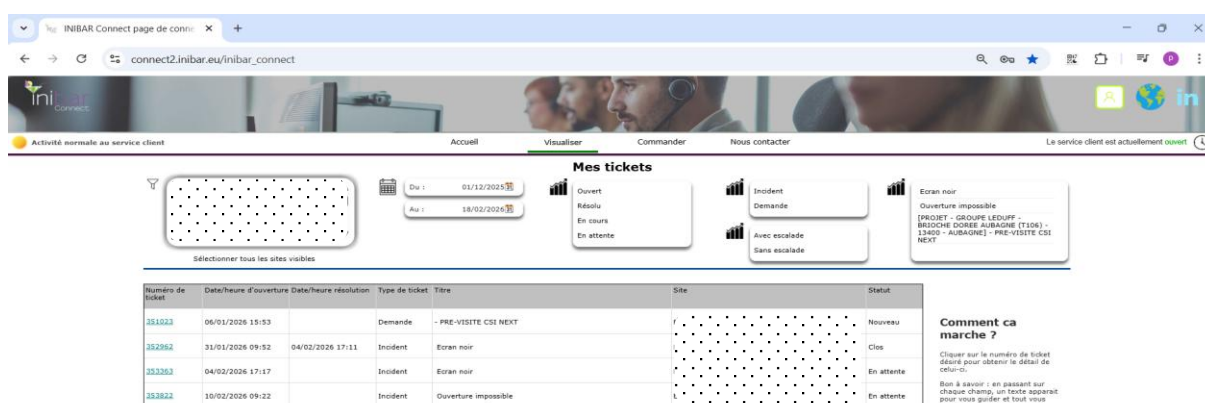 INIBAR Connect page de conne
connect2.inibar.eu/inibar_connect
inibar
Connect
in
Activité normale au service client
Accueil
Visualiser
Commander
Nous contacter
Le service client est actuellement ouvert
Mes tickets
Du : 01/12/2025
Au : 18/02/2026
Sélectionner tous les sites visibles
Ouvert
Résolu
En cours
En attente
Incident
Demande
Avec escalade
Sans escalade
Ecran noir
Ouverture impossible
[PROJET - GROUPE LEDUFF -
BRIOCHE DOREE AUBAGNE (T106) -
13400 - AUBAGNE] - PRE-VISITE CSI
NEXT
Numéro de ticket Date/heure d'ouverture Date/heure résolution Type de ticket Titre Site Statut
351023 06/01/2026 15:53 Demande - PRE-VISITE CSI NEXT Nouveau
352962 31/01/2026 09:52 04/02/2026 17:11 Incident Ecran noir Clos
353363 04/02/2026 17:17 Incident Ecran noir En attente
353822 10/02/2026 09:22 Incident Ouverture impossible En attente
Comment ca
marche ?
Cliquer sur le numéro de ticket
désiré pour obtenir le détail de
celui-ci.
Bon à savoir : en passant sur
chaque champ, un texte apparait
pour vous guider et tout vous